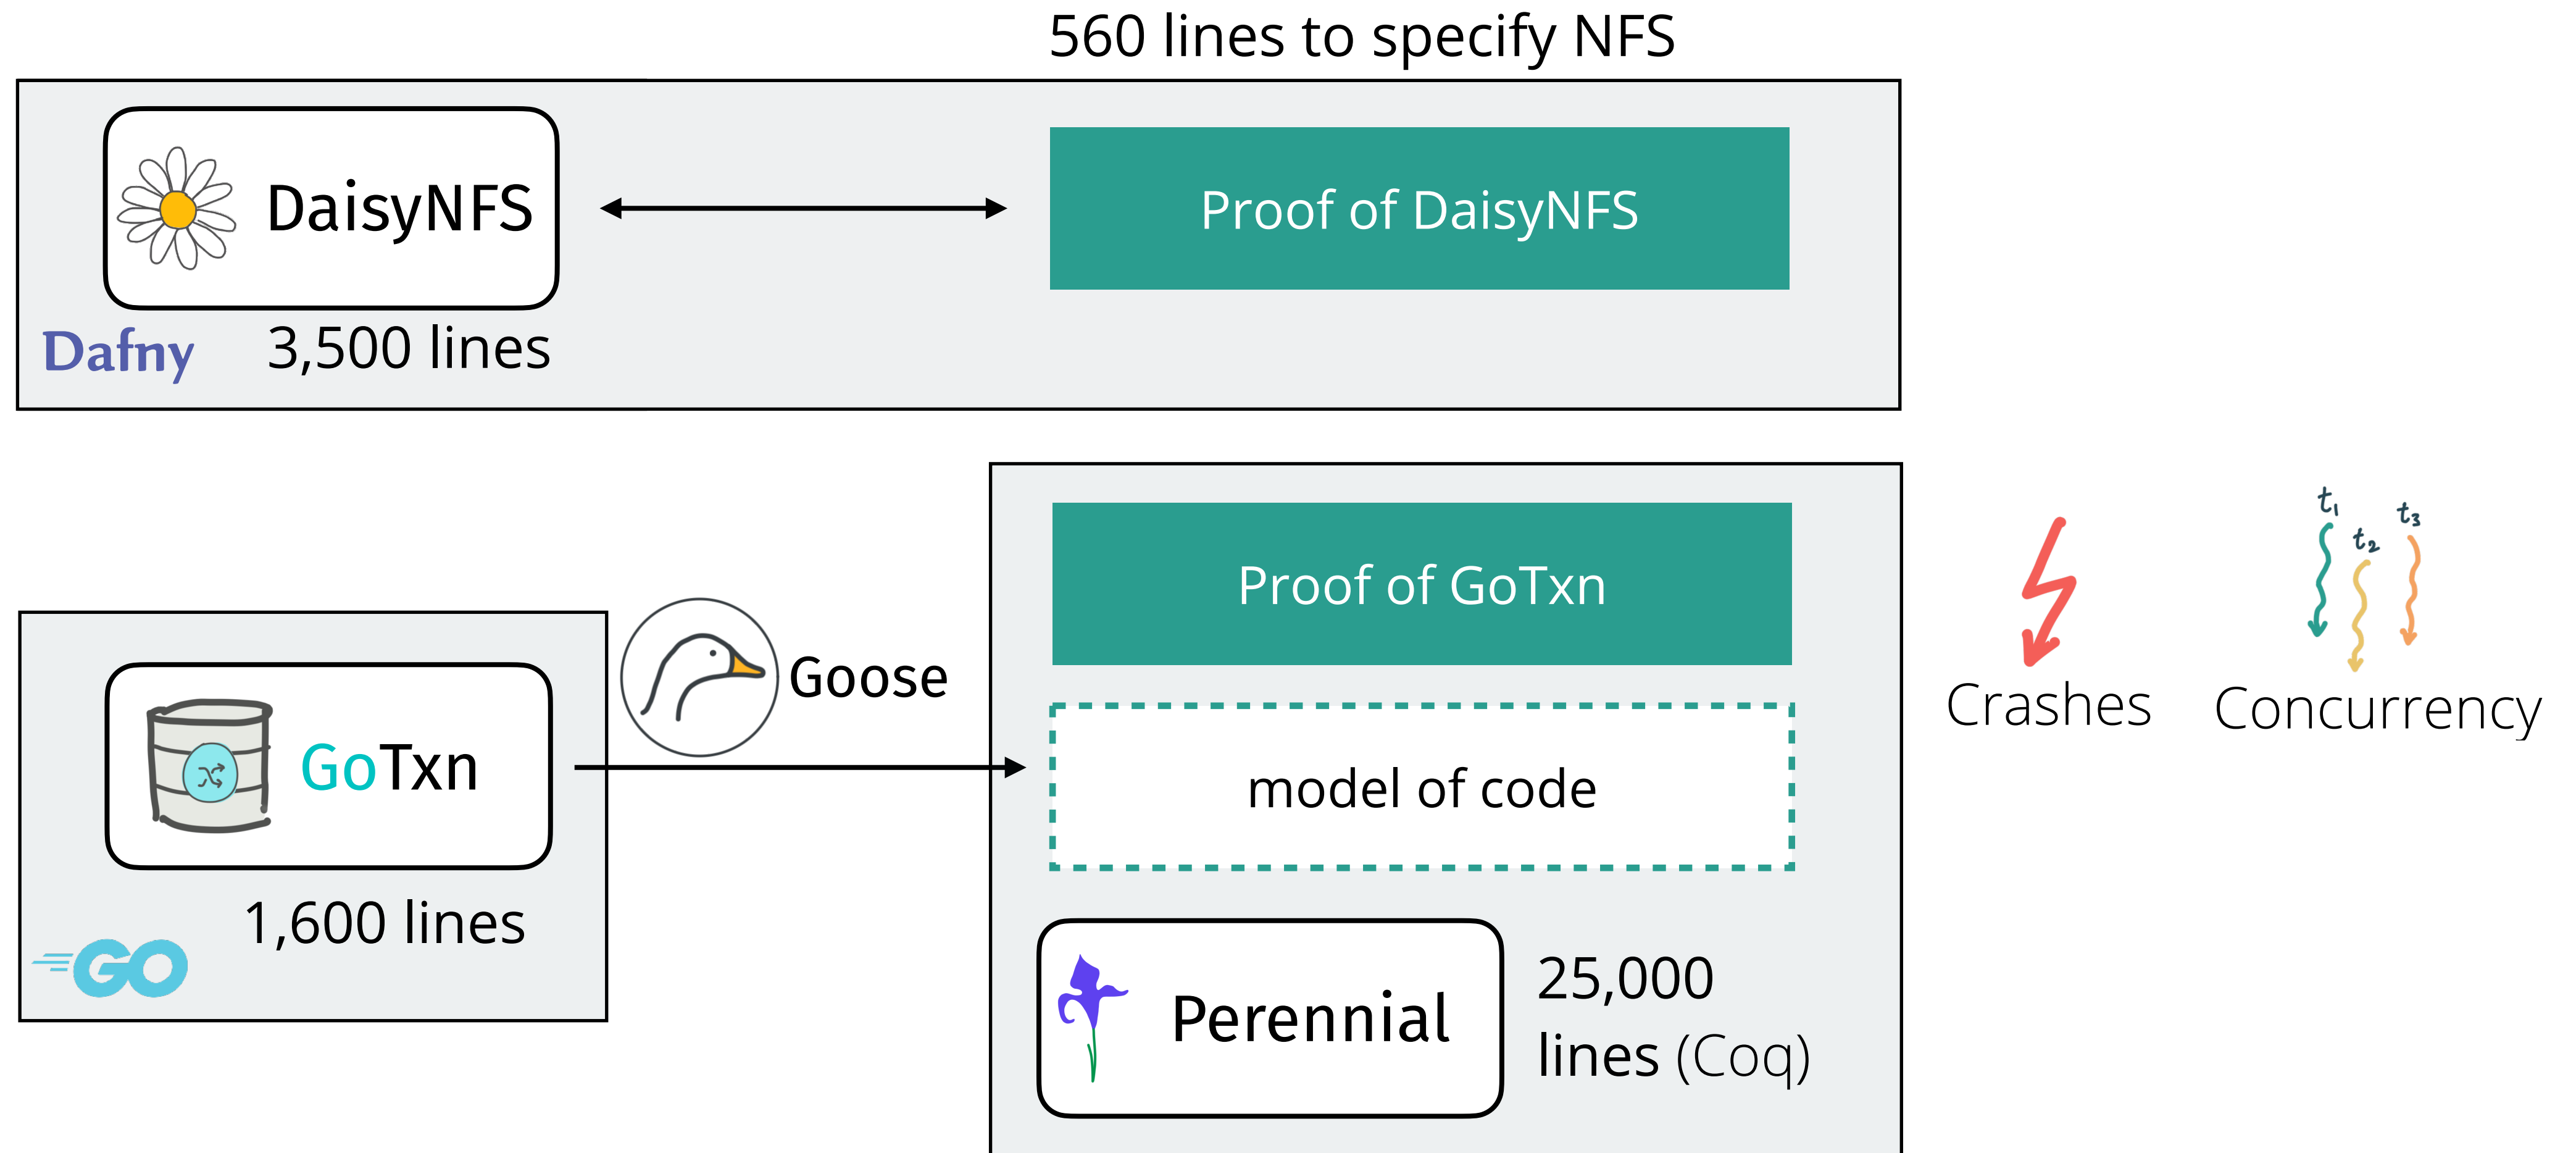 560 lines to specify NFS
DaisyNFS
Proof of DaisyNFS
Dafny
3,500 lines
Proof of GoTxn
t1
t2
t3
Crashes
Concurrency
Goose
GoTxn
model of code
1,600 lines
GO
Perennial
25,000
lines (Coq)